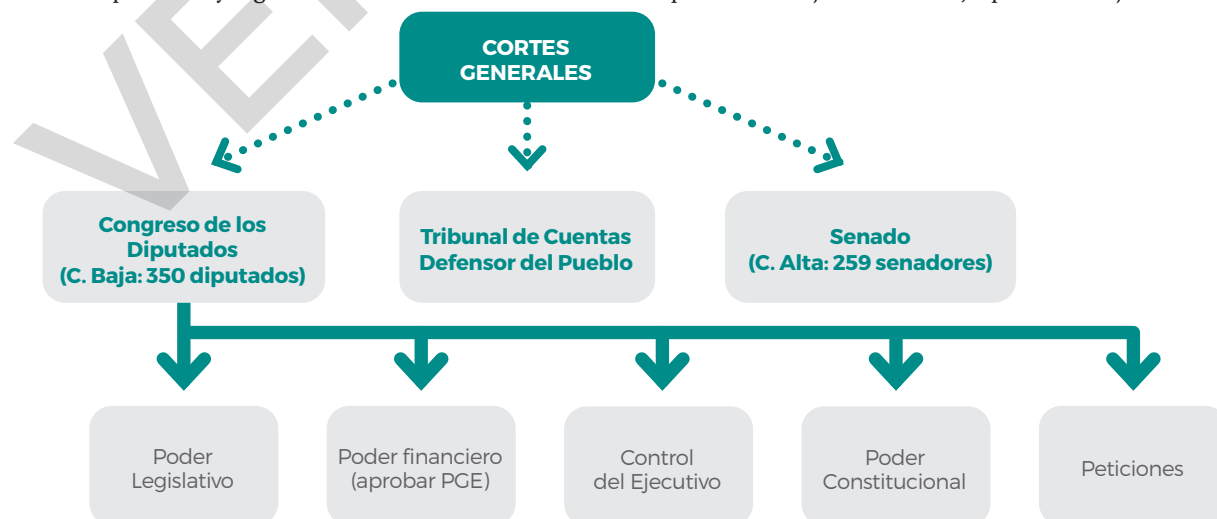 CORTES
GENERALES
Congreso de los
Diputados
(C. Baja: 350 diputados)
Tribunal de Cuentas
Defensor del Pueblo
Senado
(C. Alta: 259 senadores)
Poder
Legislativo
Poder financiero
(aprobar PGE)
Control
del Ejecutivo
Poder
Constitucional
Peticiones